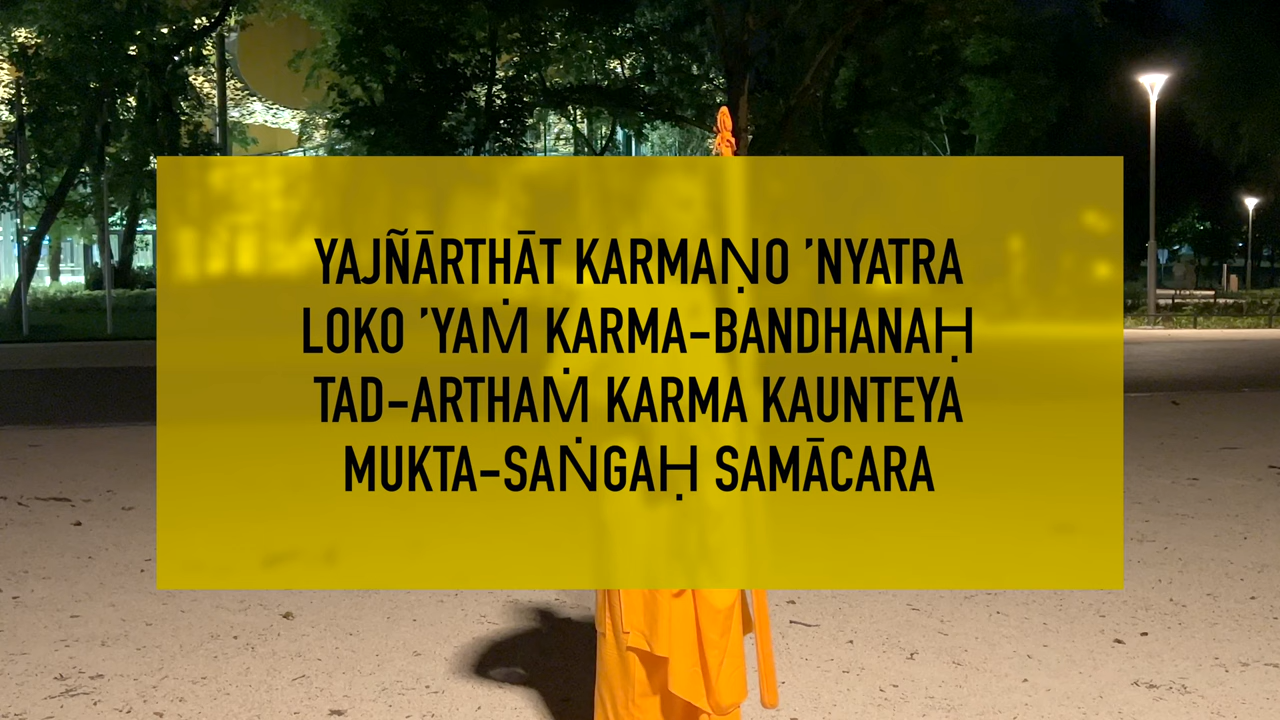 YAJÑĀRTHĀT KARMAṆO ’NYATRA
LOKO ’YAṀ KARMA-BANDHANAḤ
TAD-ARTHAṀ KARMA KAUNTEYA
MUKTA-SAṄGAḤ SAMĀCARA